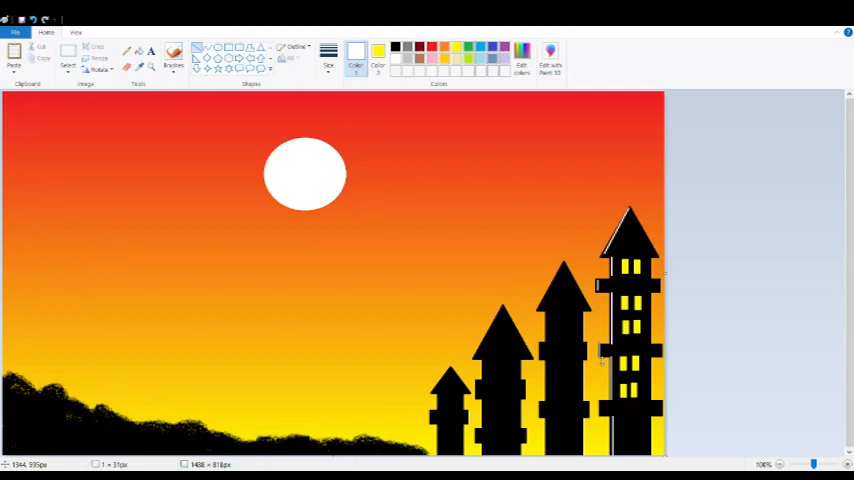 File Home View
Paste
Cut
Copy
Clipboard
Select
Crop
Resize
Rotate
Image
Tools
Brushes
Outline
Fill
Shapes
Size
Color
1
Color
2
Edit
colors
Edit with
Paint 3D
Colors
1344, 595px
1 × 31px
1488 × 818px
100%